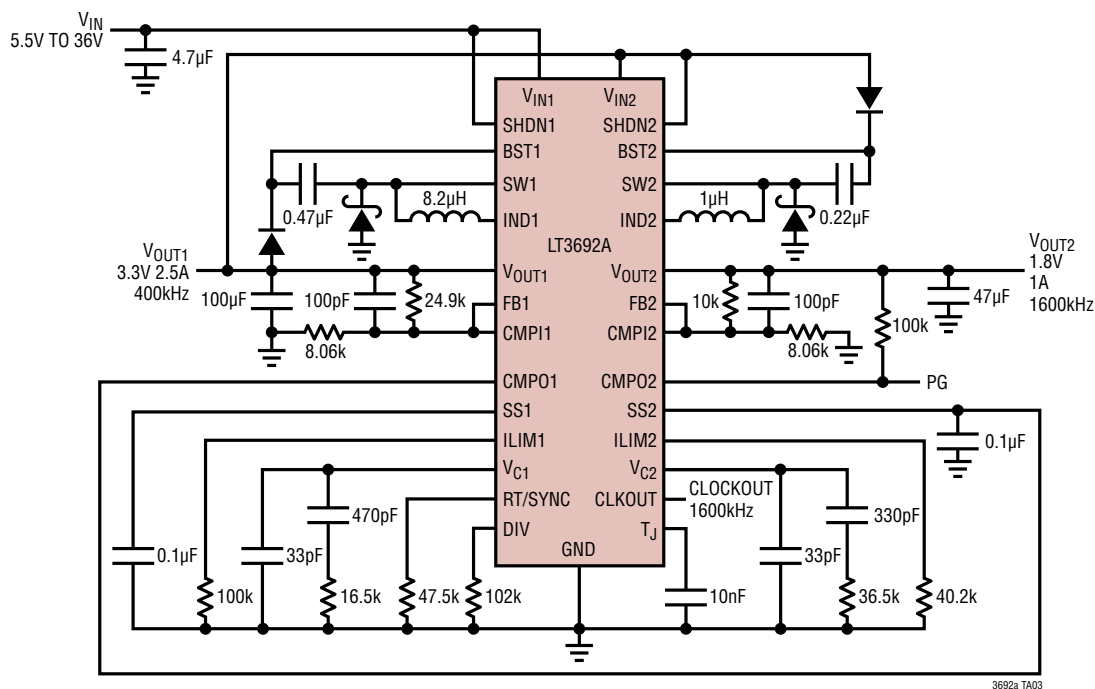 VIN
5.5V TO 36V
4.7µF
VIN1
VIN2
SHDN1
SHDN2
BST1
BST2
SW1
SW2
0.47µF
8.2µH
1µH
0.22µF
IND1
IND2
LT3692A
VOUT1
3.3V 2.5A
400kHz
VOUT1
VOUT2
VOUT2
1.8V
1A
1600kHz
100µF
100pF
24.9k
FB1
FB2
10k
100pF
47µF
8.06k
CMPI1
CMPI2
8.06k
100k
CMPO1
CMPO2
PG
SS1
SS2
0.1µF
ILIM1
ILIM2
VC1
VC2
RT/SYNC
CLKOUT
CLOCKOUT
1600kHz
470pF
330pF
DIV
TJ
GND
0.1µF
33pF
33pF
100k
16.5k
47.5k
102k
10nF
36.5k
40.2k
3692a TA03